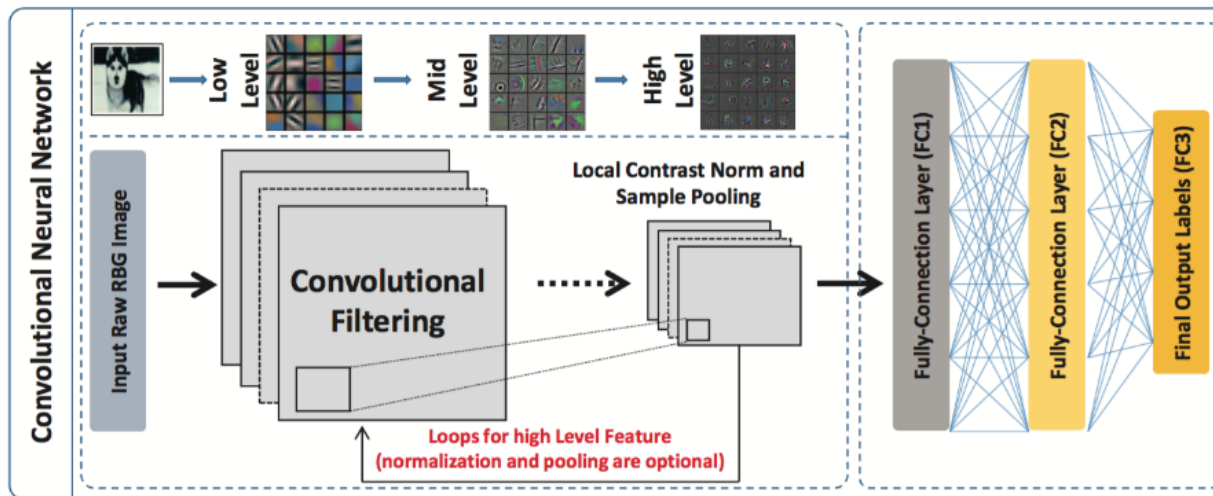 Convolutional Neural Network
Low
Level
Mid
Level
High
Level
Input Raw RBG Image
Convolutional
Filtering
Local Contrast Norm and
Sample Pooling
Loops for high Level Feature
(normalization and pooling are optional)
Fully-Connection Layer (FC1)
Fully-Connection Layer (FC2)
Final Output Labels (FC3)